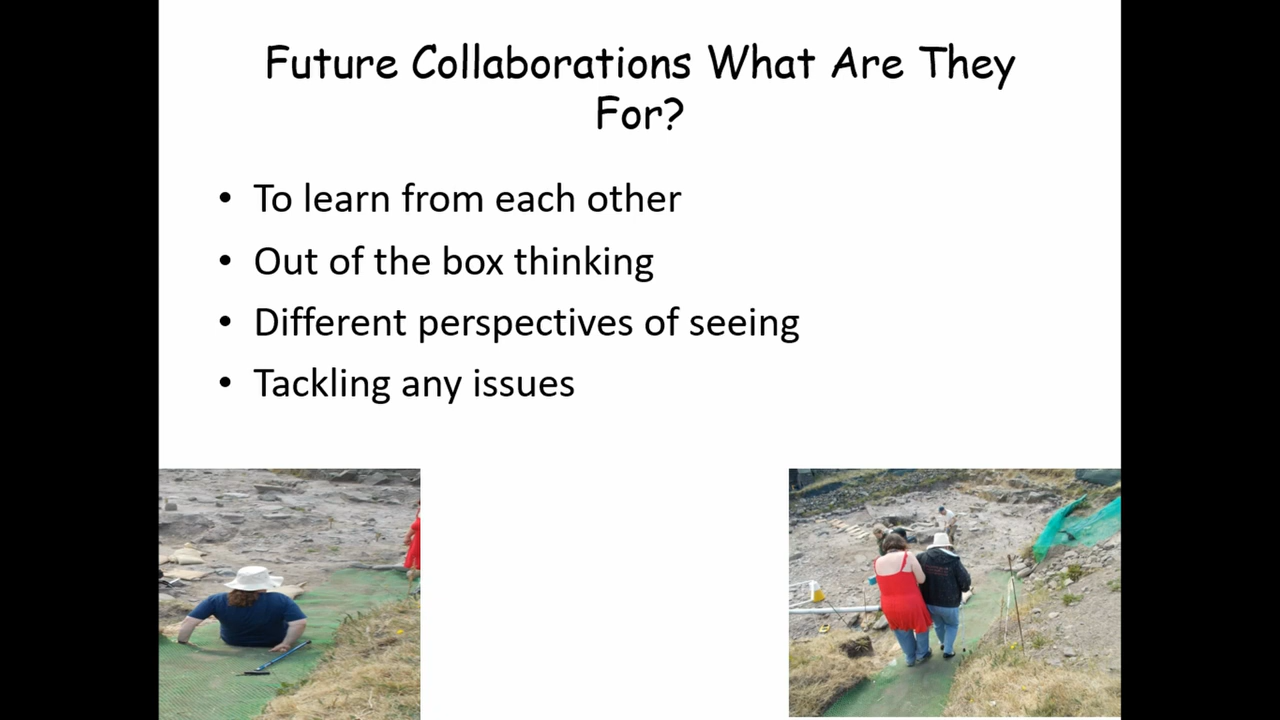 Future Collaborations What Are They
For?
• To learn from each other
• Out of the box thinking
• Different perspectives of seeing
• Tackling any issues